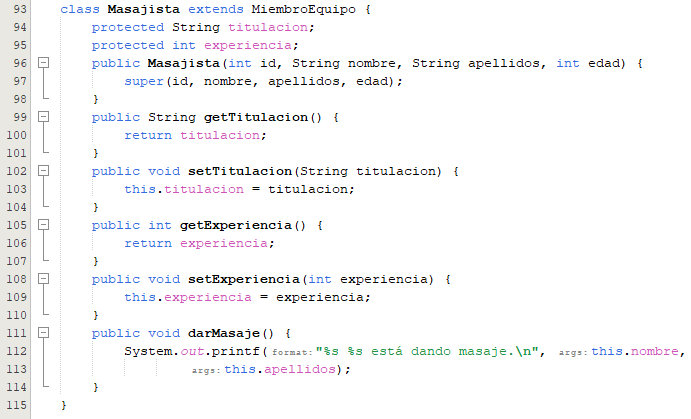 93 class Masajista extends MiembroEquipo {
94     protected String titulacion;
95     protected int experiencia;
96     public Masajista(int id, String nombre, String apellidos, int edad) {
97         super(id, nombre, apellidos, edad);
98     }
99     public String getTitulacion() {
100         return titulacion;
101     }
102     public void setTitulacion(String titulacion) {
103         this.titulacion = titulacion;
104     }
105     public int getExperiencia() {
106         return experiencia;
107     }
108     public void setExperiencia(int experiencia) {
109         this.experiencia = experiencia;
110     }
111     public void darMasaje() {
112         System.out.printf(format:"%s %s está dando masaje.\n", args:this.nombre,
113                 args:this.apellidos);
114     }
115 }